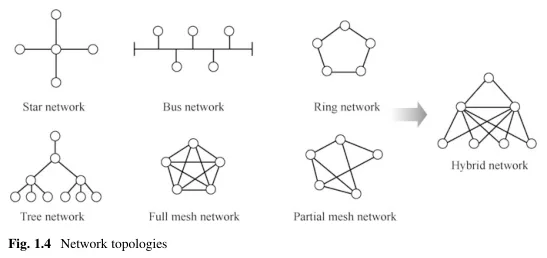 Star network
Bus network
Ring network
Hybrid network
Tree network
Full mesh network
Partial mesh network
Fig. 1.4 Network topologies